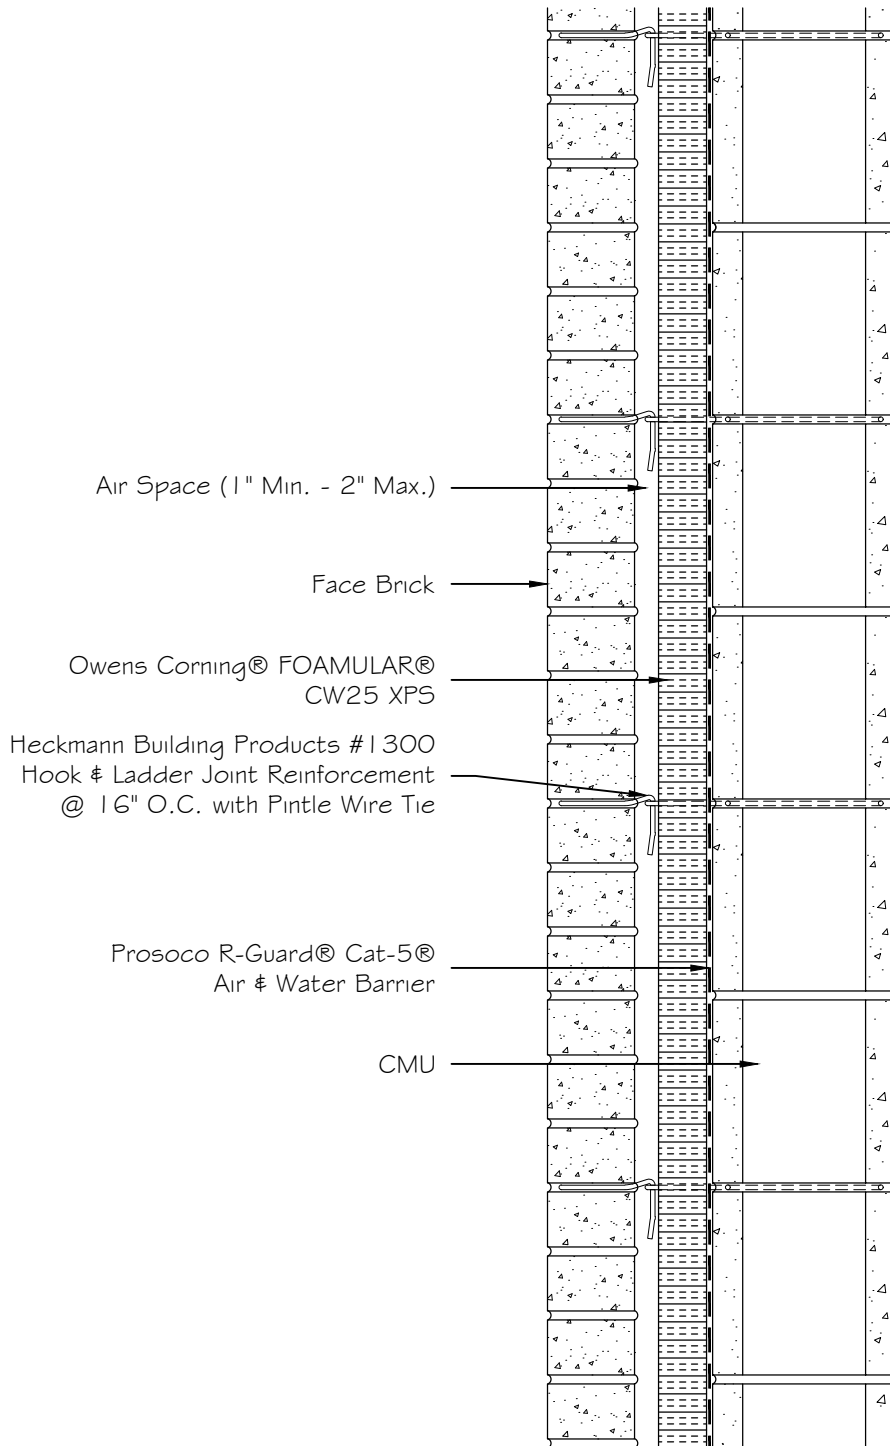 Air Space (1" Min. - 2" Max.)
Face Brick
Owens Corning® FOAMULAR®
CW25 XPS
Heckmann Building Products #1300
Hook & Ladder Joint Reinforcement
@ 16" O.C. with Pintle Wire Tie
Prosoco R-Guard® Cat-5®
Air & Water Barrier
CMU